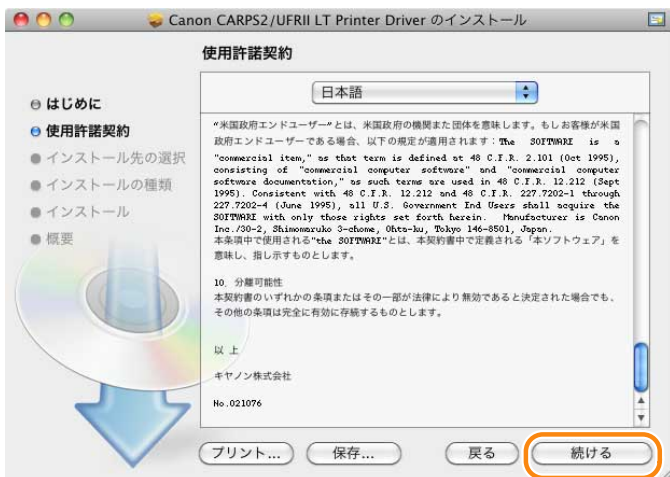 Canon CARPS2/UFRII LT Printer Driver のインストール
使用許諾契約
はじめに
使用許諾契約
インストール先の選択
インストールの種類
インストール
概要
日本語
“米国政府エンドユーザー”とは、米国政府の機関また団体を意味します。もしお客様が米国
政府エンドユーザーである場合、以下の規定が適用されます：The SOFTWARE is a
"commercial item," as that term is defined at 48 C.F.R. 2.101 (Oct 1995),
consisting of "commercial computer software" and "commercial computer
software documentation," as such terms are used in 48 C.F.R. 12.212 (Sept
1995). Consistent with 48 C.F.R. 12.212 and 48 C.F.R. 227.7202-1 through
227.7202-4 (June 1995), all U.S. Government End Users shall acquire the
SOFTWARE with only those rights set forth herein. Manufacturer is Canon
Inc./30-2, Shimomaruko 3-chome, Ohta-ku, Tokyo 146-8501, Japan.
本条項中で使用される"the SOFTWARE"とは、本契約書中で定義される「本ソフトウェア」を
意味し、指し示すものとします。
10. 分離可能性
本契約書のいずれかの条項またはその一部が法律により無効であると決定された場合でも、
その他の条項は完全に有効に存続するものとします。
以 上
キヤノン株式会社
No.021076
プリント... 保存... 戻る 続ける